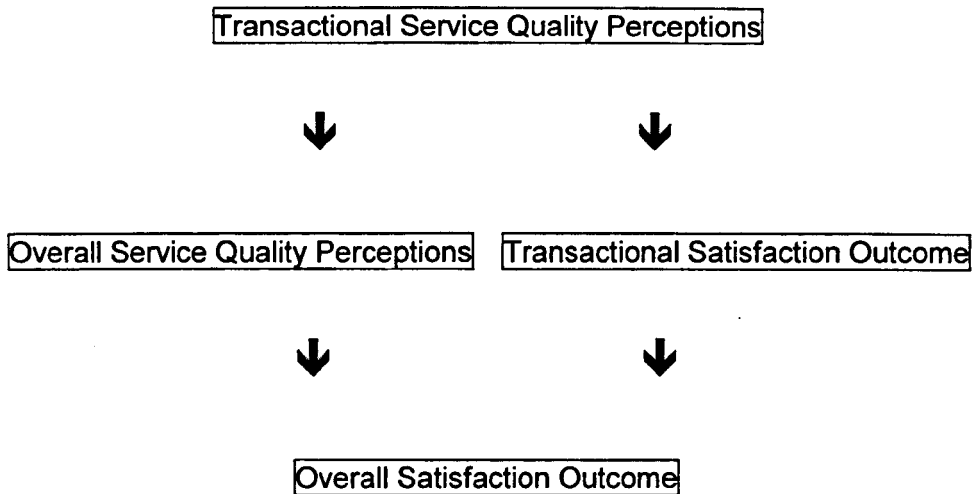 Transactional Service Quality Perceptions
Overall Service Quality Perceptions
Transactional Satisfaction Outcome
Overall Satisfaction Outcome